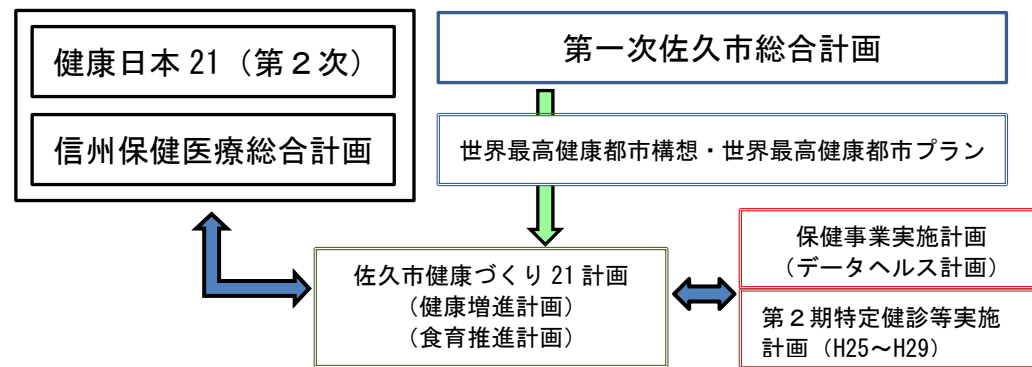 健康日本21（第２次）
信州保健医療総合計画
第一次佐久市総合計画
世界最高健康都市構想・世界最高健康都市プラン
佐久市健康づくり21計画
（健康増進計画）
（食育推進計画）
保健事業実施計画
（データヘルス計画）
第２期特定健診等実施
計画（H25～H29）